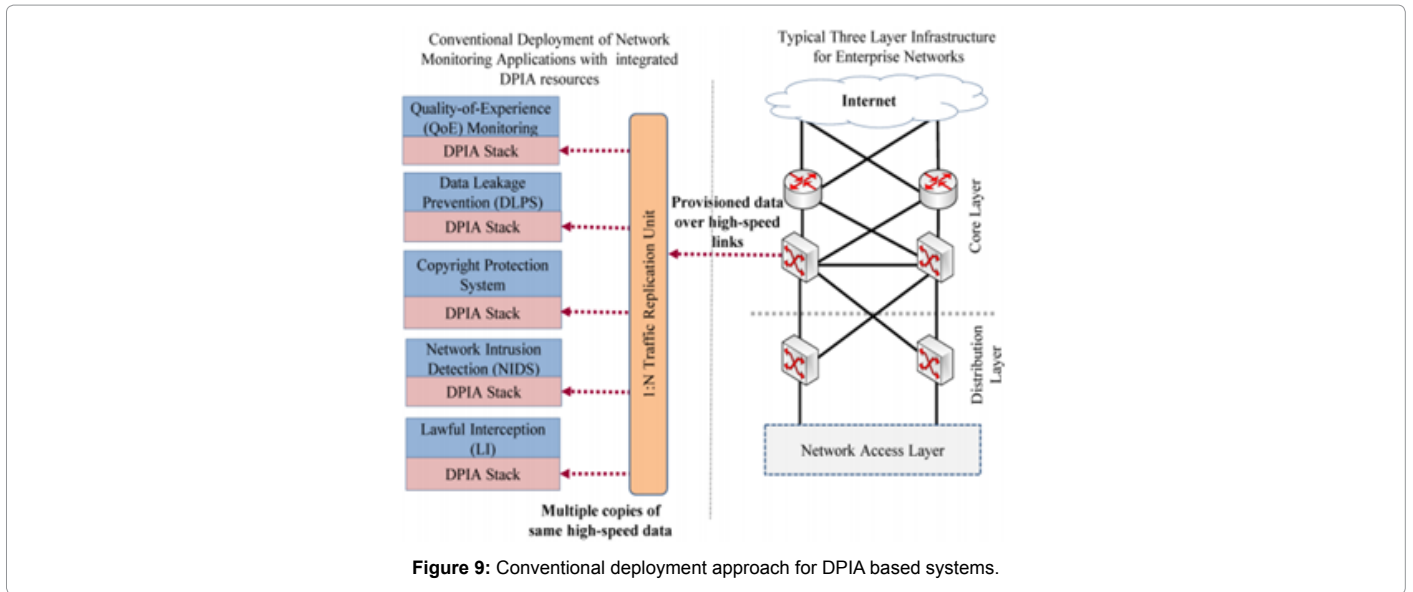 Conventional Deployment of Network
Monitoring Applications with integrated
DPIA resources
Quality-of-Experience
(QoE) Monitoring
DPIA Stack
Data Leakage
Prevention (DLPS)
DPIA Stack
Copyright Protection
System
DPIA Stack
Network Intrusion
Detection (NIDS)
DPIA Stack
Lawful Interception
(LI)
DPIA Stack
1:N Traffic Replication Unit
Multiple copies of
same high-speed data
Provisioned data
over high-speed
links
Typical Three Layer Infrastructure
for Enterprise Networks
Internet
Core Layer
Distribution
Layer
Network Access Layer
Figure 9: Conventional deployment approach for DPIA based systems.